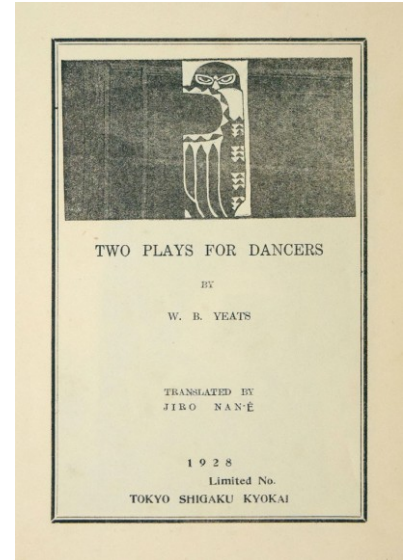 TWO PLAYS FOR DANCERS
BY
W. B. YEATS
TRANSLATED BY
JIRO NAN'Ê
1928
Limited No.
TOKYO SHIGAKU KYOKAI